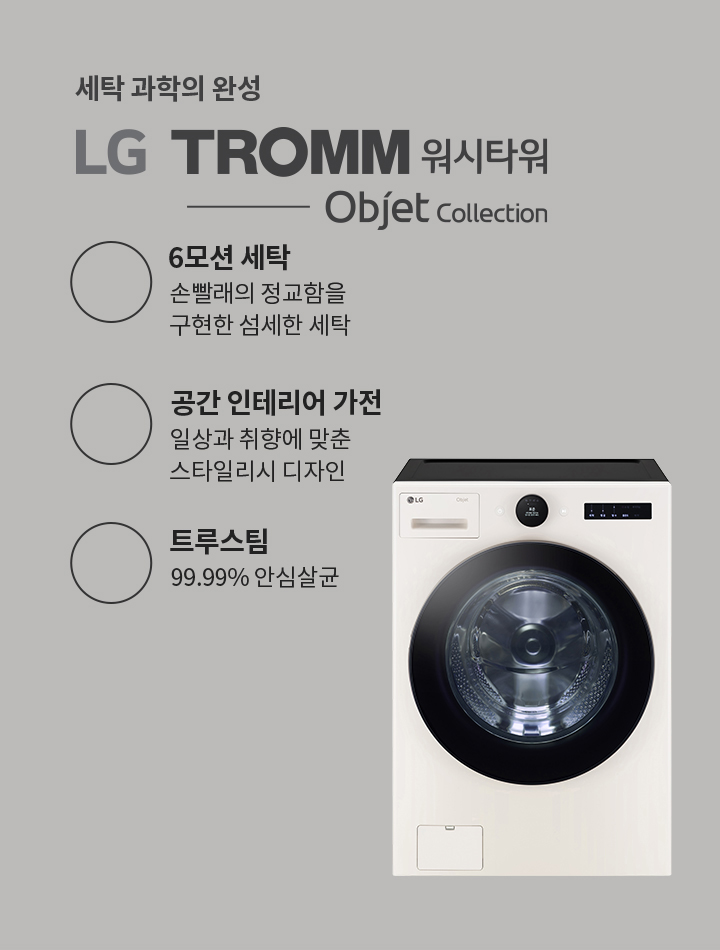 세탁 과학의 완성
LG TROMM 워시타워
Objet Collection
6모션 세탁
손빨래의 정교함을
구현한 섬세한 세탁
공간 인테리어 가전
일상과 취향에 맞춘
스타일리시 디자인
트루스팀
99.99% 안심살균
LG Objet